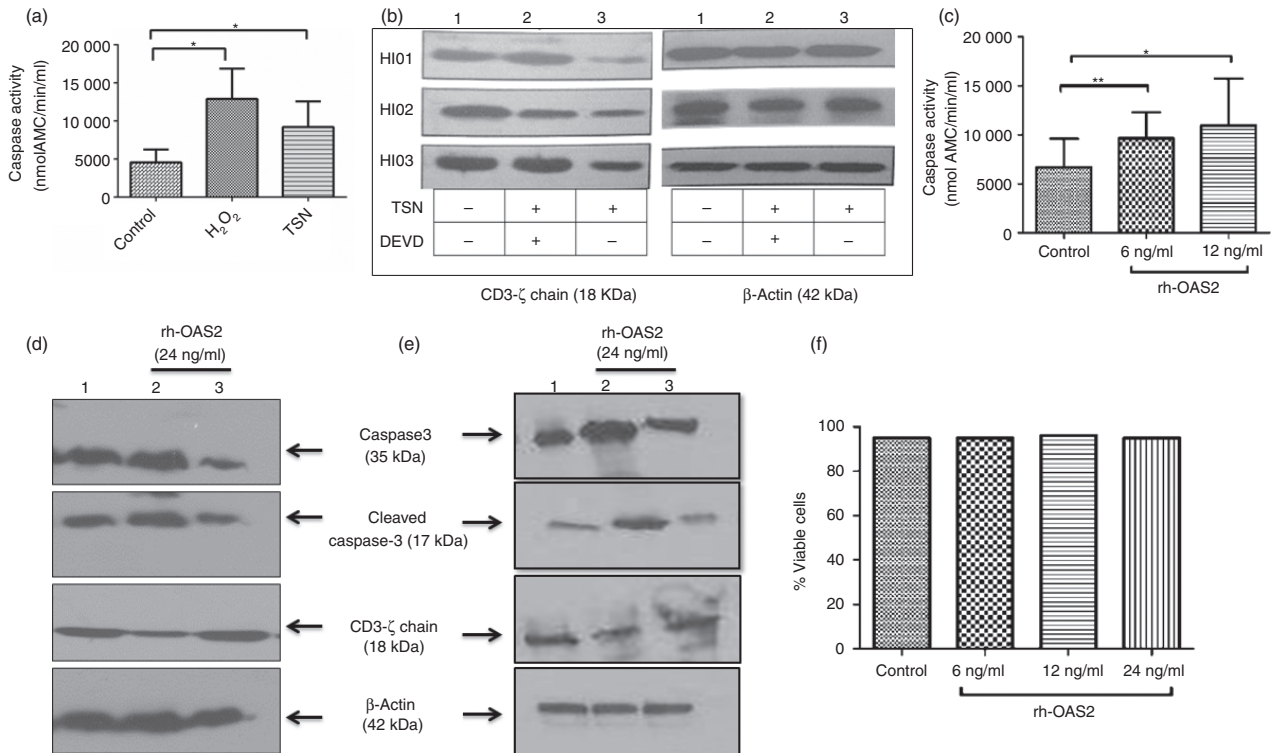 (a)
20 000
15 000
10 000
5000
0
Caspase activity
(nmolAMC/min/ml)
*
*
Control
H₂O₂
TSN
(b)
1 2 3 1 2 3
HI01
HI02
HI03
TSN – + + – + +
DEVD – + – – + –
CD3-ζ chain (18 KDa)
β-Actin (42 kDa)
(c)
20 000
15 000
10 000
5000
0
Caspase activity
(nmol AMC/min/ml)
**
*
Control
6 ng/ml
12 ng/ml
rh-OAS2
(d)
rh-OAS2
(24 ng/ml)
1 2 3
Caspase3
(35 kDa)
Cleaved
caspase-3 (17 kDa)
CD3-ζ chain
(18 kDa)
β-Actin
(42 kDa)
(e)
rh-OAS2
(24 ng/ml)
1 2 3
(f)
100
80
60
40
20
0
% Viable cells
Control
6 ng/ml
12 ng/ml
24 ng/ml
rh-OAS2